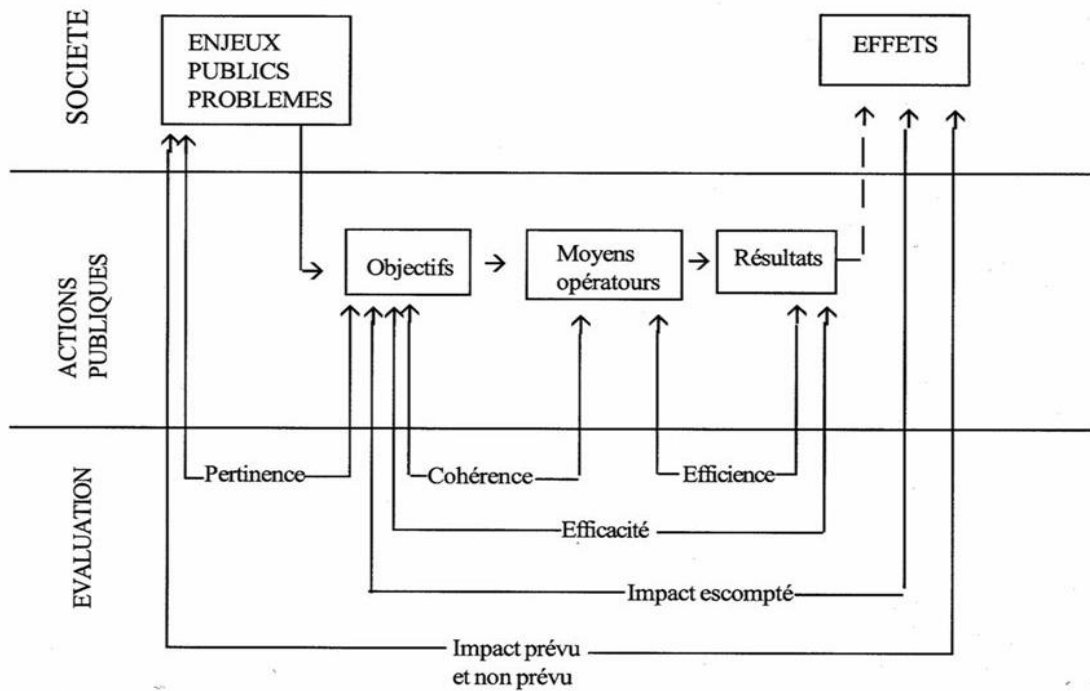 SOCIETE
ENJEUX
PUBLICS
PROBLEMES
EFFETS
ACTIONS
PUBLIQUES
Objectifs
Moyens
opératours
Résultats
EVALUATION
Pertinence
Cohérence
Efficience
Efficacité
Impact escompté
Impact prévu
et non prévu